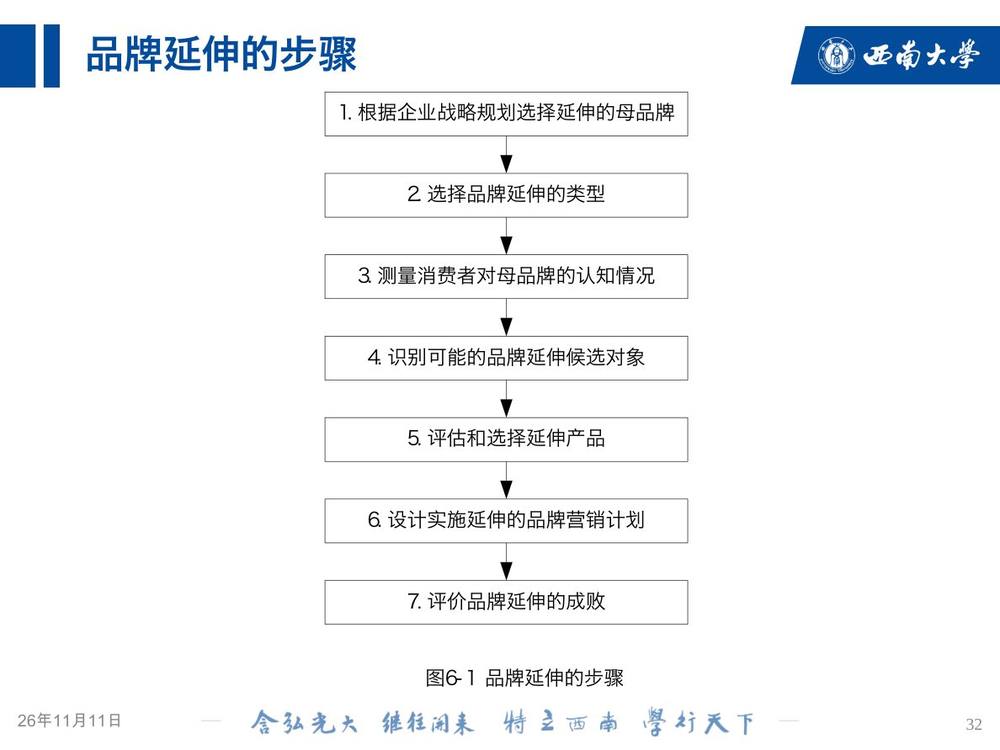 品牌延伸的步骤
西南大学
1. 根据企业战略规划选择延伸的母品牌
2. 选择品牌延伸的类型
3. 测量消费者对母品牌的认知情况
4. 识别可能的品牌延伸候选对象
5. 评估和选择延伸产品
6. 设计实施延伸的品牌营销计划
7. 评价品牌延伸的成败
图6-1 品牌延伸的步骤
26年11月11日
含弘光大 继往开来 特立西南 學行天下
32